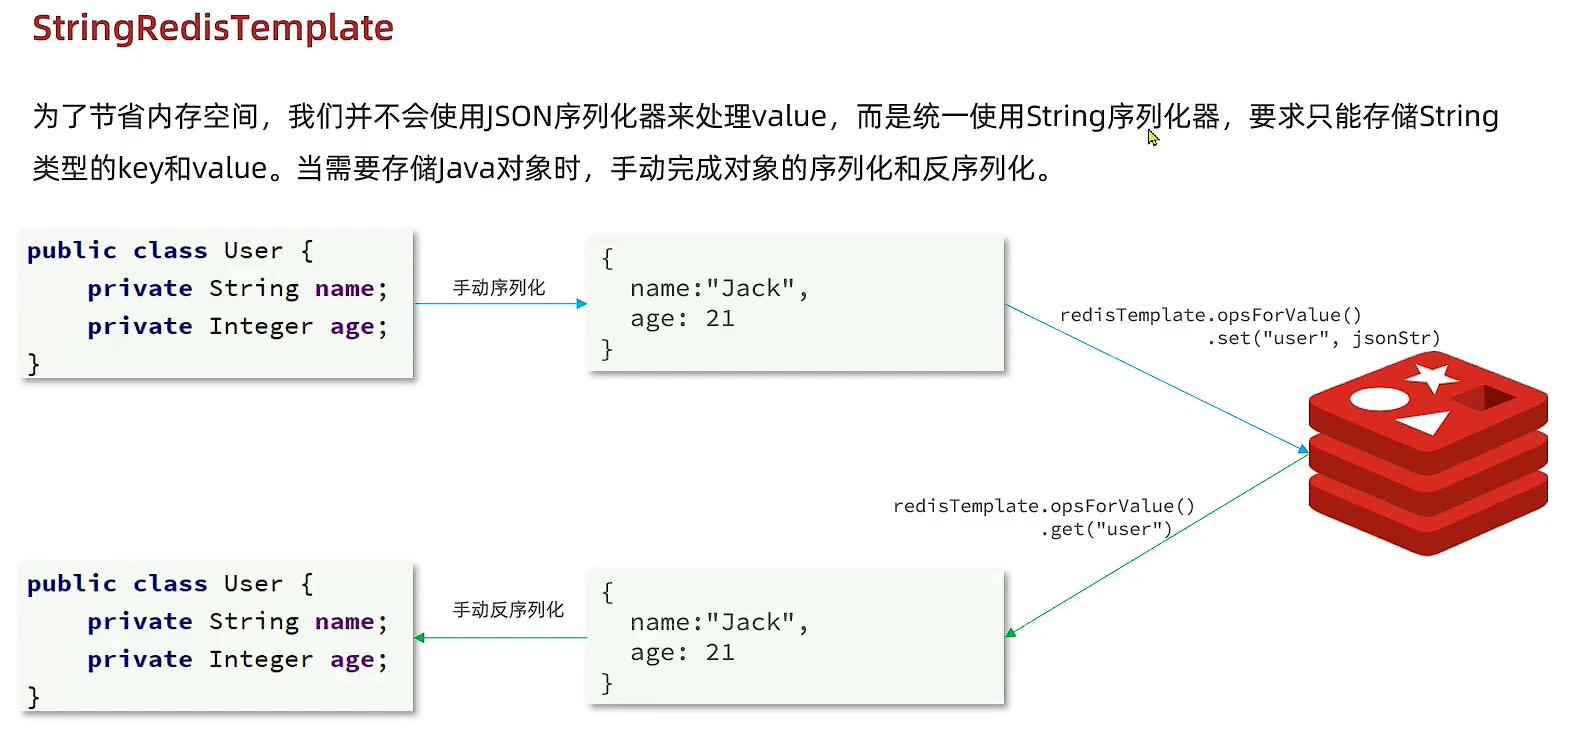 StringRedisTemplate
为了节省内存空间，我们并不会使用JSON序列化器来处理value，而是统一使用String序列化器，要求只能存储String
类型的key和value。当需要存储Java对象时，手动完成对象的序列化和反序列化。
public class User {
    private String name;
    private Integer age;
}
手动序列化
{
  name:"Jack",
  age: 21
}
redisTemplate.opsForValue()
.set("user", jsonStr)
redisTemplate.opsForValue()
.get("user")
public class User {
    private String name;
    private Integer age;
}
手动反序列化
{
  name:"Jack",
  age: 21
}